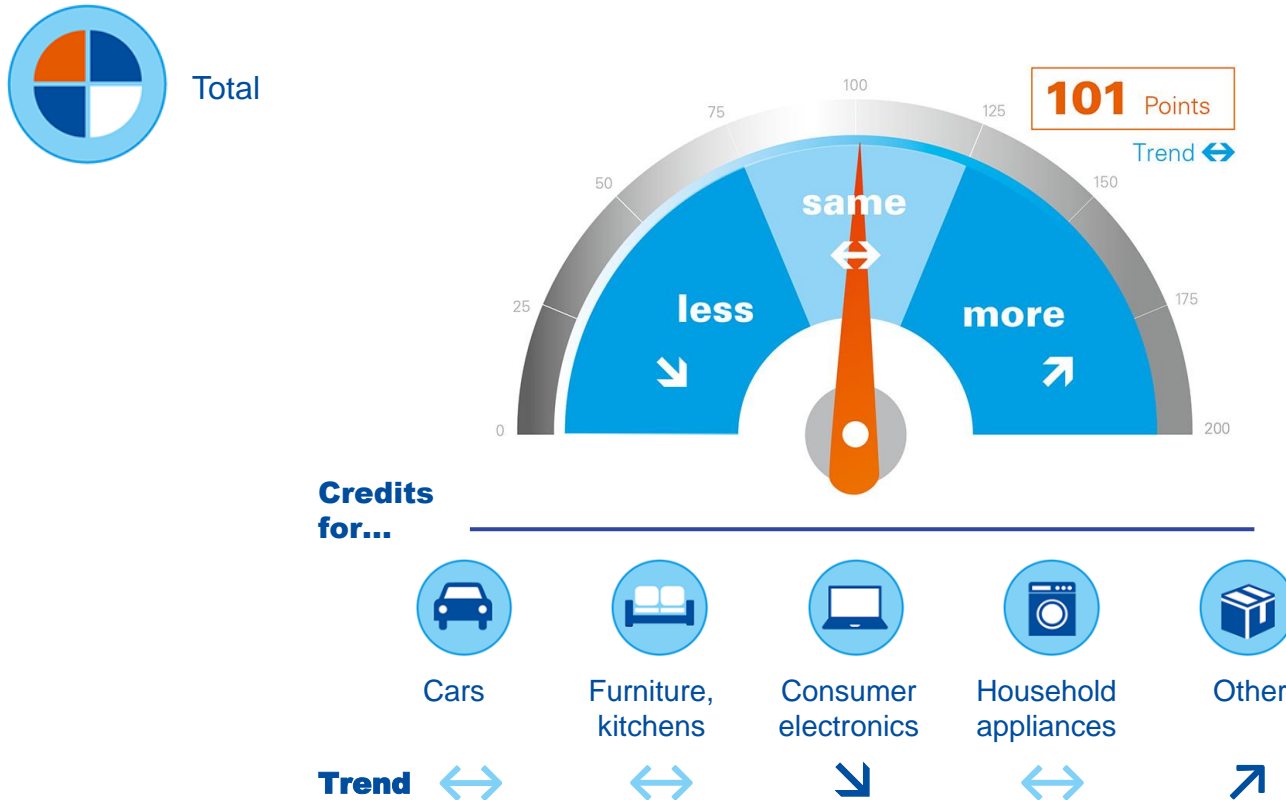 Total
101 Points
Trend
0
25
50
75
100
125
150
175
200
less
same
more
Credits
for...
Cars
Furniture,
kitchens
Consumer
electronics
Household
appliances
Other
Trend